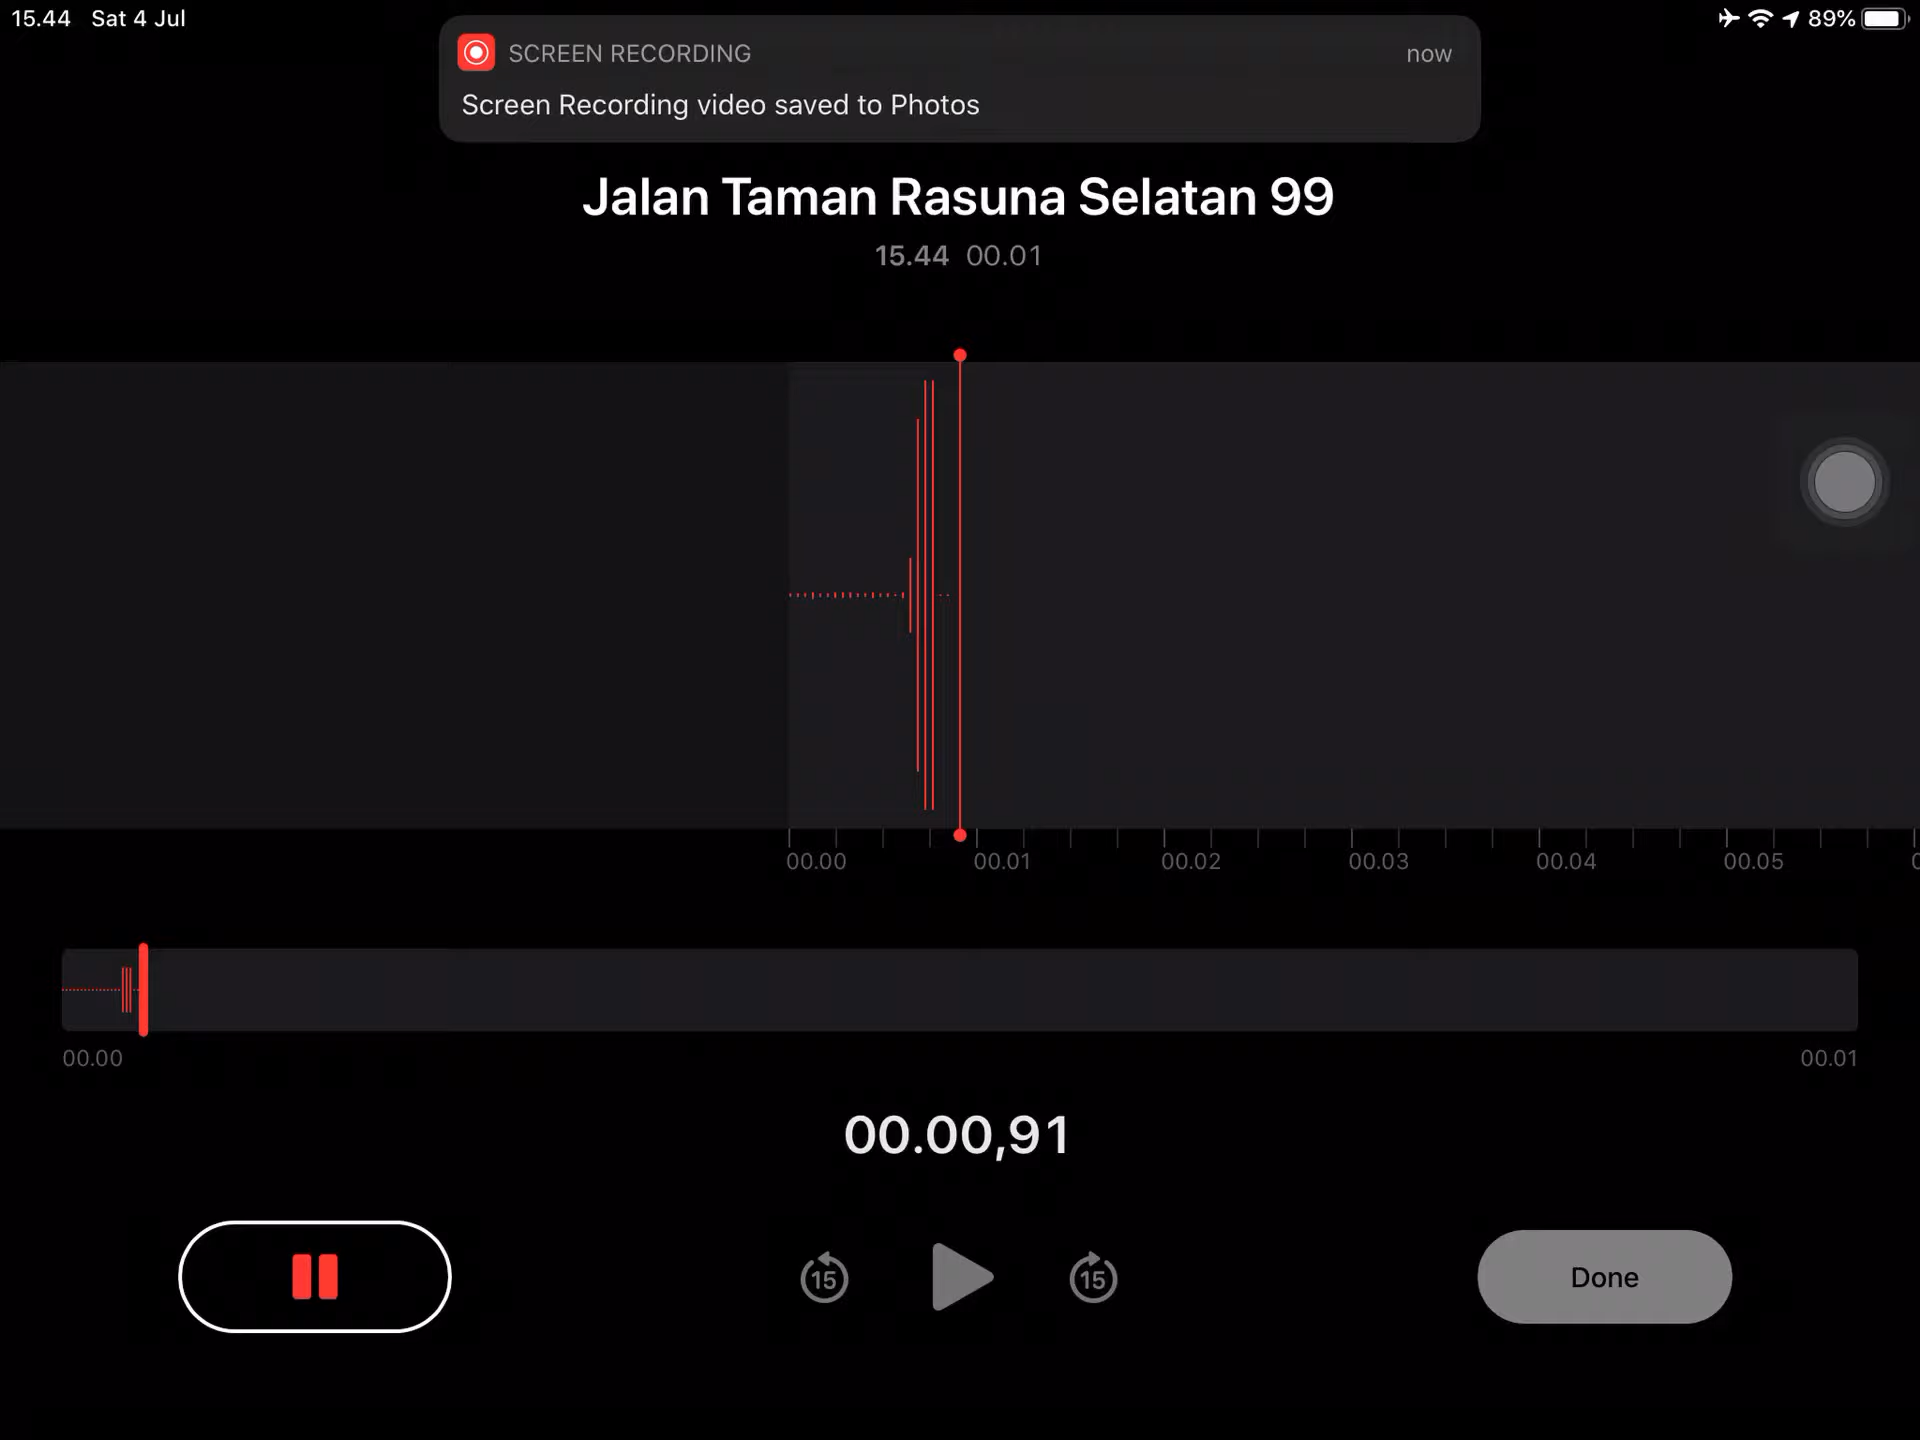 15.44 Sat 4 Jul
89%
SCREEN RECORDING now
Screen Recording video saved to Photos
Jalan Taman Rasuna Selatan 99
15.44 00.01
00.00 00.01 00.02 00.03 00.04 00.05
00.00 00.01
00.00,91
15 15
Done